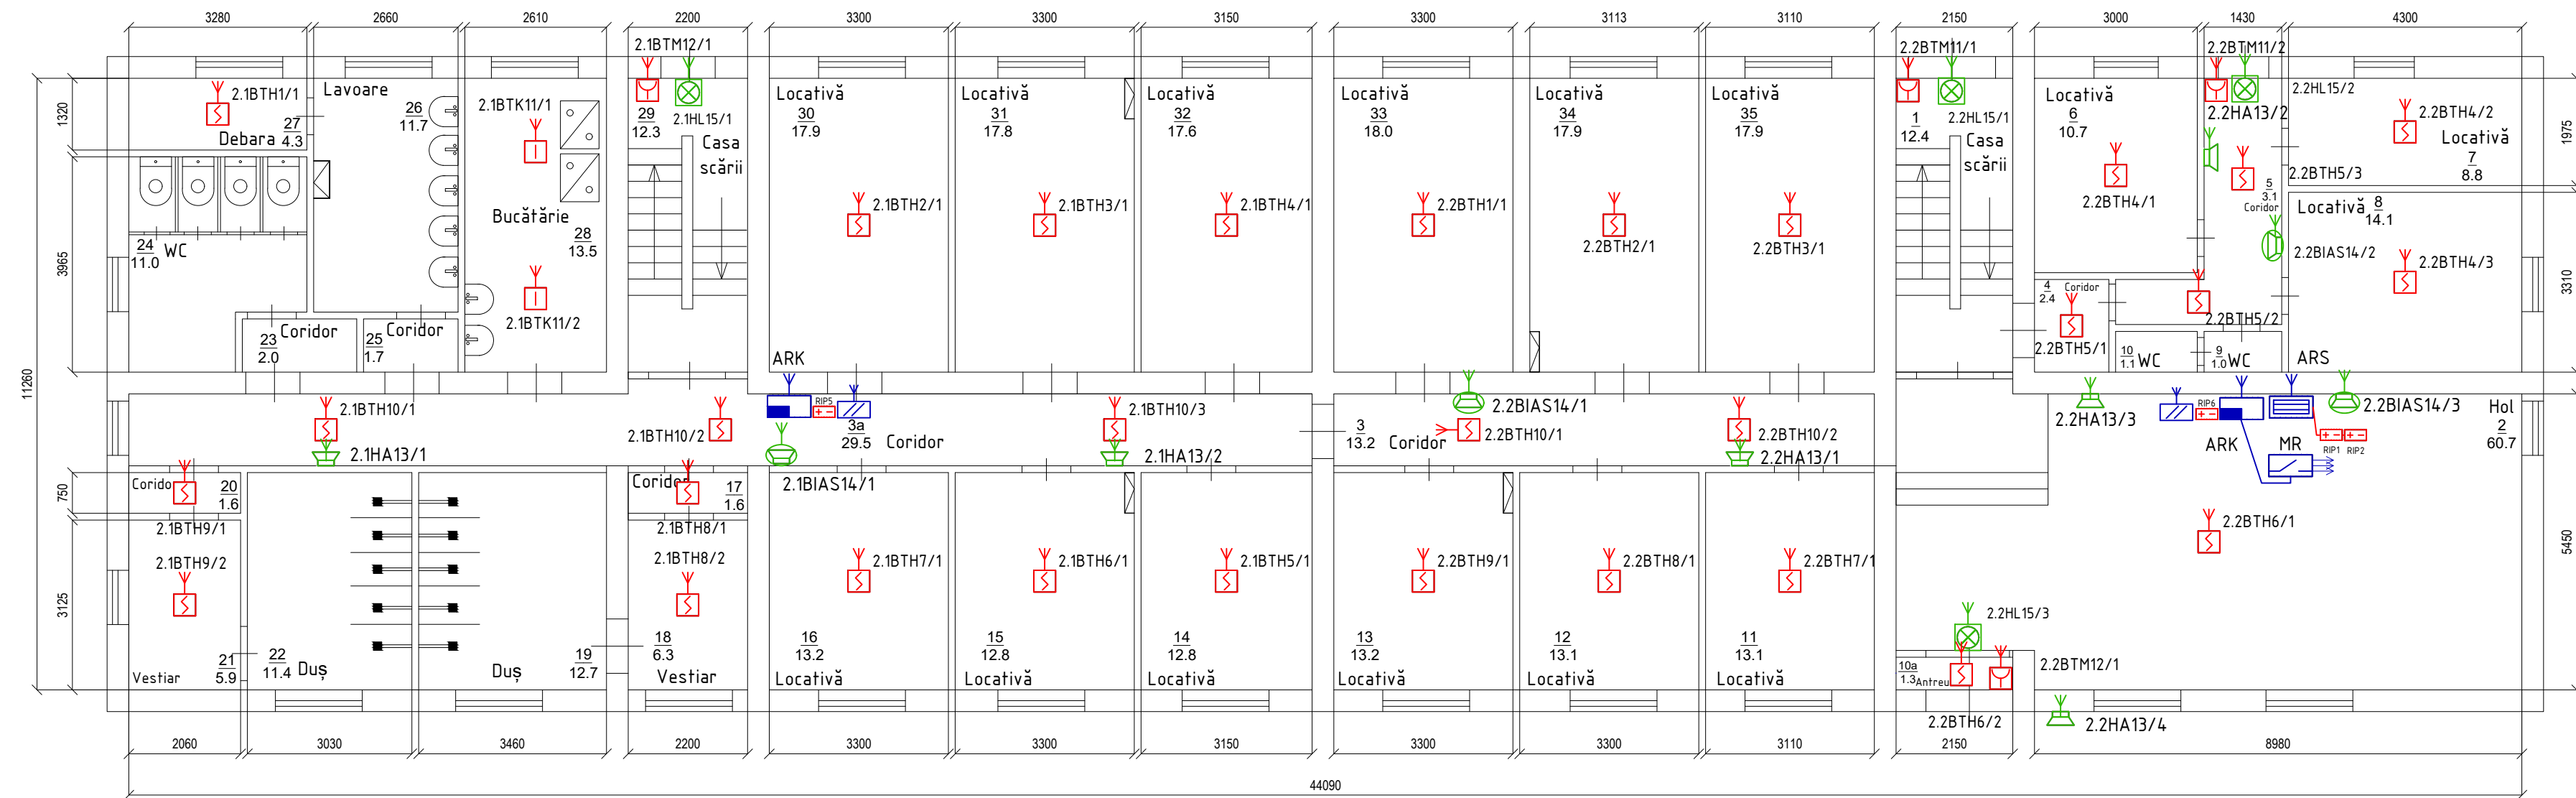 3280
2660
2610
2200
3300
3300
3150
3300
3113
3110
2150
3000
1430
4300
2.1BTM12/1
2.2BTM11/1
2.2BTM11/2
2.1BTH1/1
27
4.3
Debara
Lavoare
26
11.7
2.1BTK11/1
29
12.3
2.1HL15/1
Casa
scării
Locativă
30
17.9
Locativă
31
17.8
Locativă
32
17.6
Locativă
33
18.0
Locativă
34
17.9
Locativă
35
17.9
1
12.4
2.2HL15/1
Casa
scării
Locativă
6
10.7
2.2HL15/2
2.2HA13/2
2.2BTH4/2
Locativă
7
8.8
1320
1975
11260
3965
3310
24
11.0
WC
Bucătărie
28
13.5
2.1BTK11/2
2.1BTH2/1
2.1BTH3/1
2.1BTH4/1
2.2BTH1/1
2.2BTH2/1
2.2BTH3/1
2.2BTH4/1
2.2BTH5/3
5
3.1
Coridor
Locativă
8
14.1
2.2BIAS14/2
2.2BTH4/3
4
2.4
Coridor
2.2BTH5/2
2.2BTH5/1
10
1.1
WC
9
1.0
WC
ARS
23
2.0
Coridor
25
1.7
Coridor
ARK
RIP5
2.1BTH10/1
2.1BTH10/2
2.1HA13/1
3a
29.5
Coridor
2.1BTH10/3
2.1HA13/2
3
13.2
Coridor
2.2BIAS14/1
2.2BTH10/1
2.2BTH10/2
2.2HA13/1
2.2HA13/3
RIP6
ARK
MR
RIP1
RIP2
2.2BIAS14/3
Hol
2
60.7
750
3125
5450
Corido
20
1.6
2.1BTH9/1
2.1BTH9/2
Vestiar
21
5.9
22
11.4
Duș
Duș
19
12.7
Coridor
17
1.6
2.1BTH8/1
2.1BTH8/2
18
6.3
Vestiar
2.1BIAS14/1
2.1BTH7/1
16
13.2
Locativă
2.1BTH6/1
15
12.8
Locativă
2.1BTH5/1
14
12.8
Locativă
2.2BTH9/1
13
13.2
Locativă
2.2BTH8/1
12
13.1
Locativă
2.2BTH7/1
11
13.1
Locativă
2.2BTH6/1
2.2HL15/3
10a
1.3
Antreu
2.2BTM12/1
2.2BTH6/2
2.2HA13/4
2060
3030
3460
2200
3300
3300
3150
3300
3300
3110
2150
8980
44090